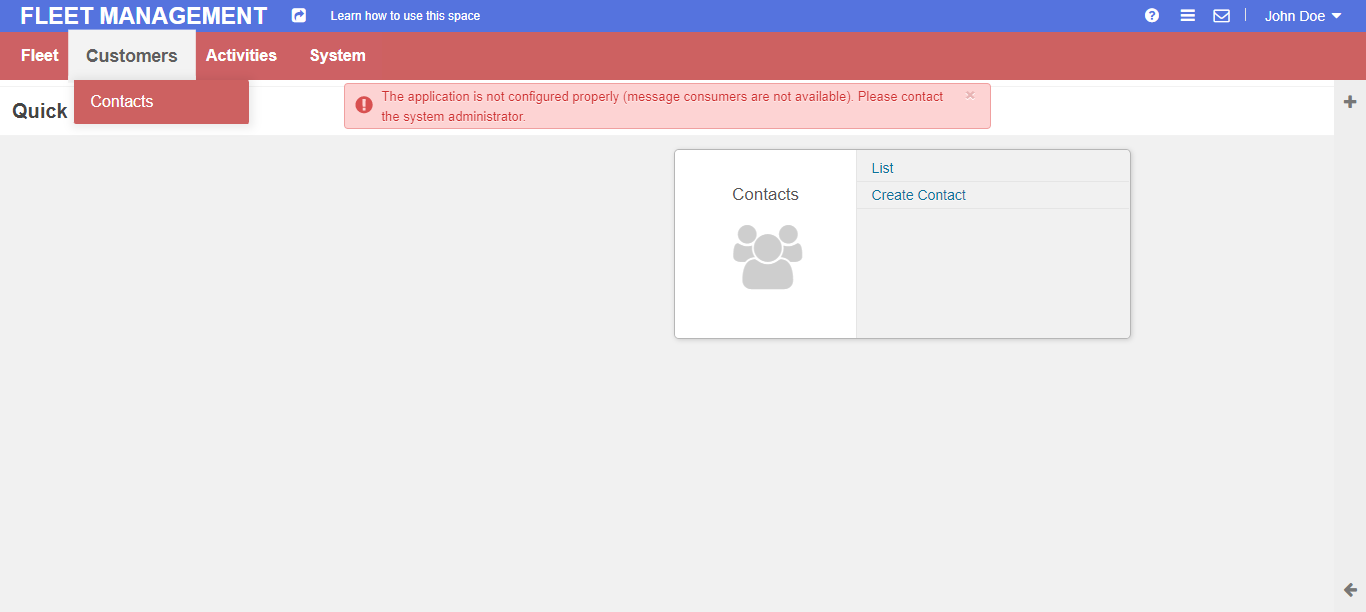 FLEET MANAGEMENT
Learn how to use this space
John Doe
Fleet
Customers
Activities
System
Contacts
Quick
The application is not configured properly (message consumers are not available). Please contact
the system administrator.
×
Contacts
List
Create Contact